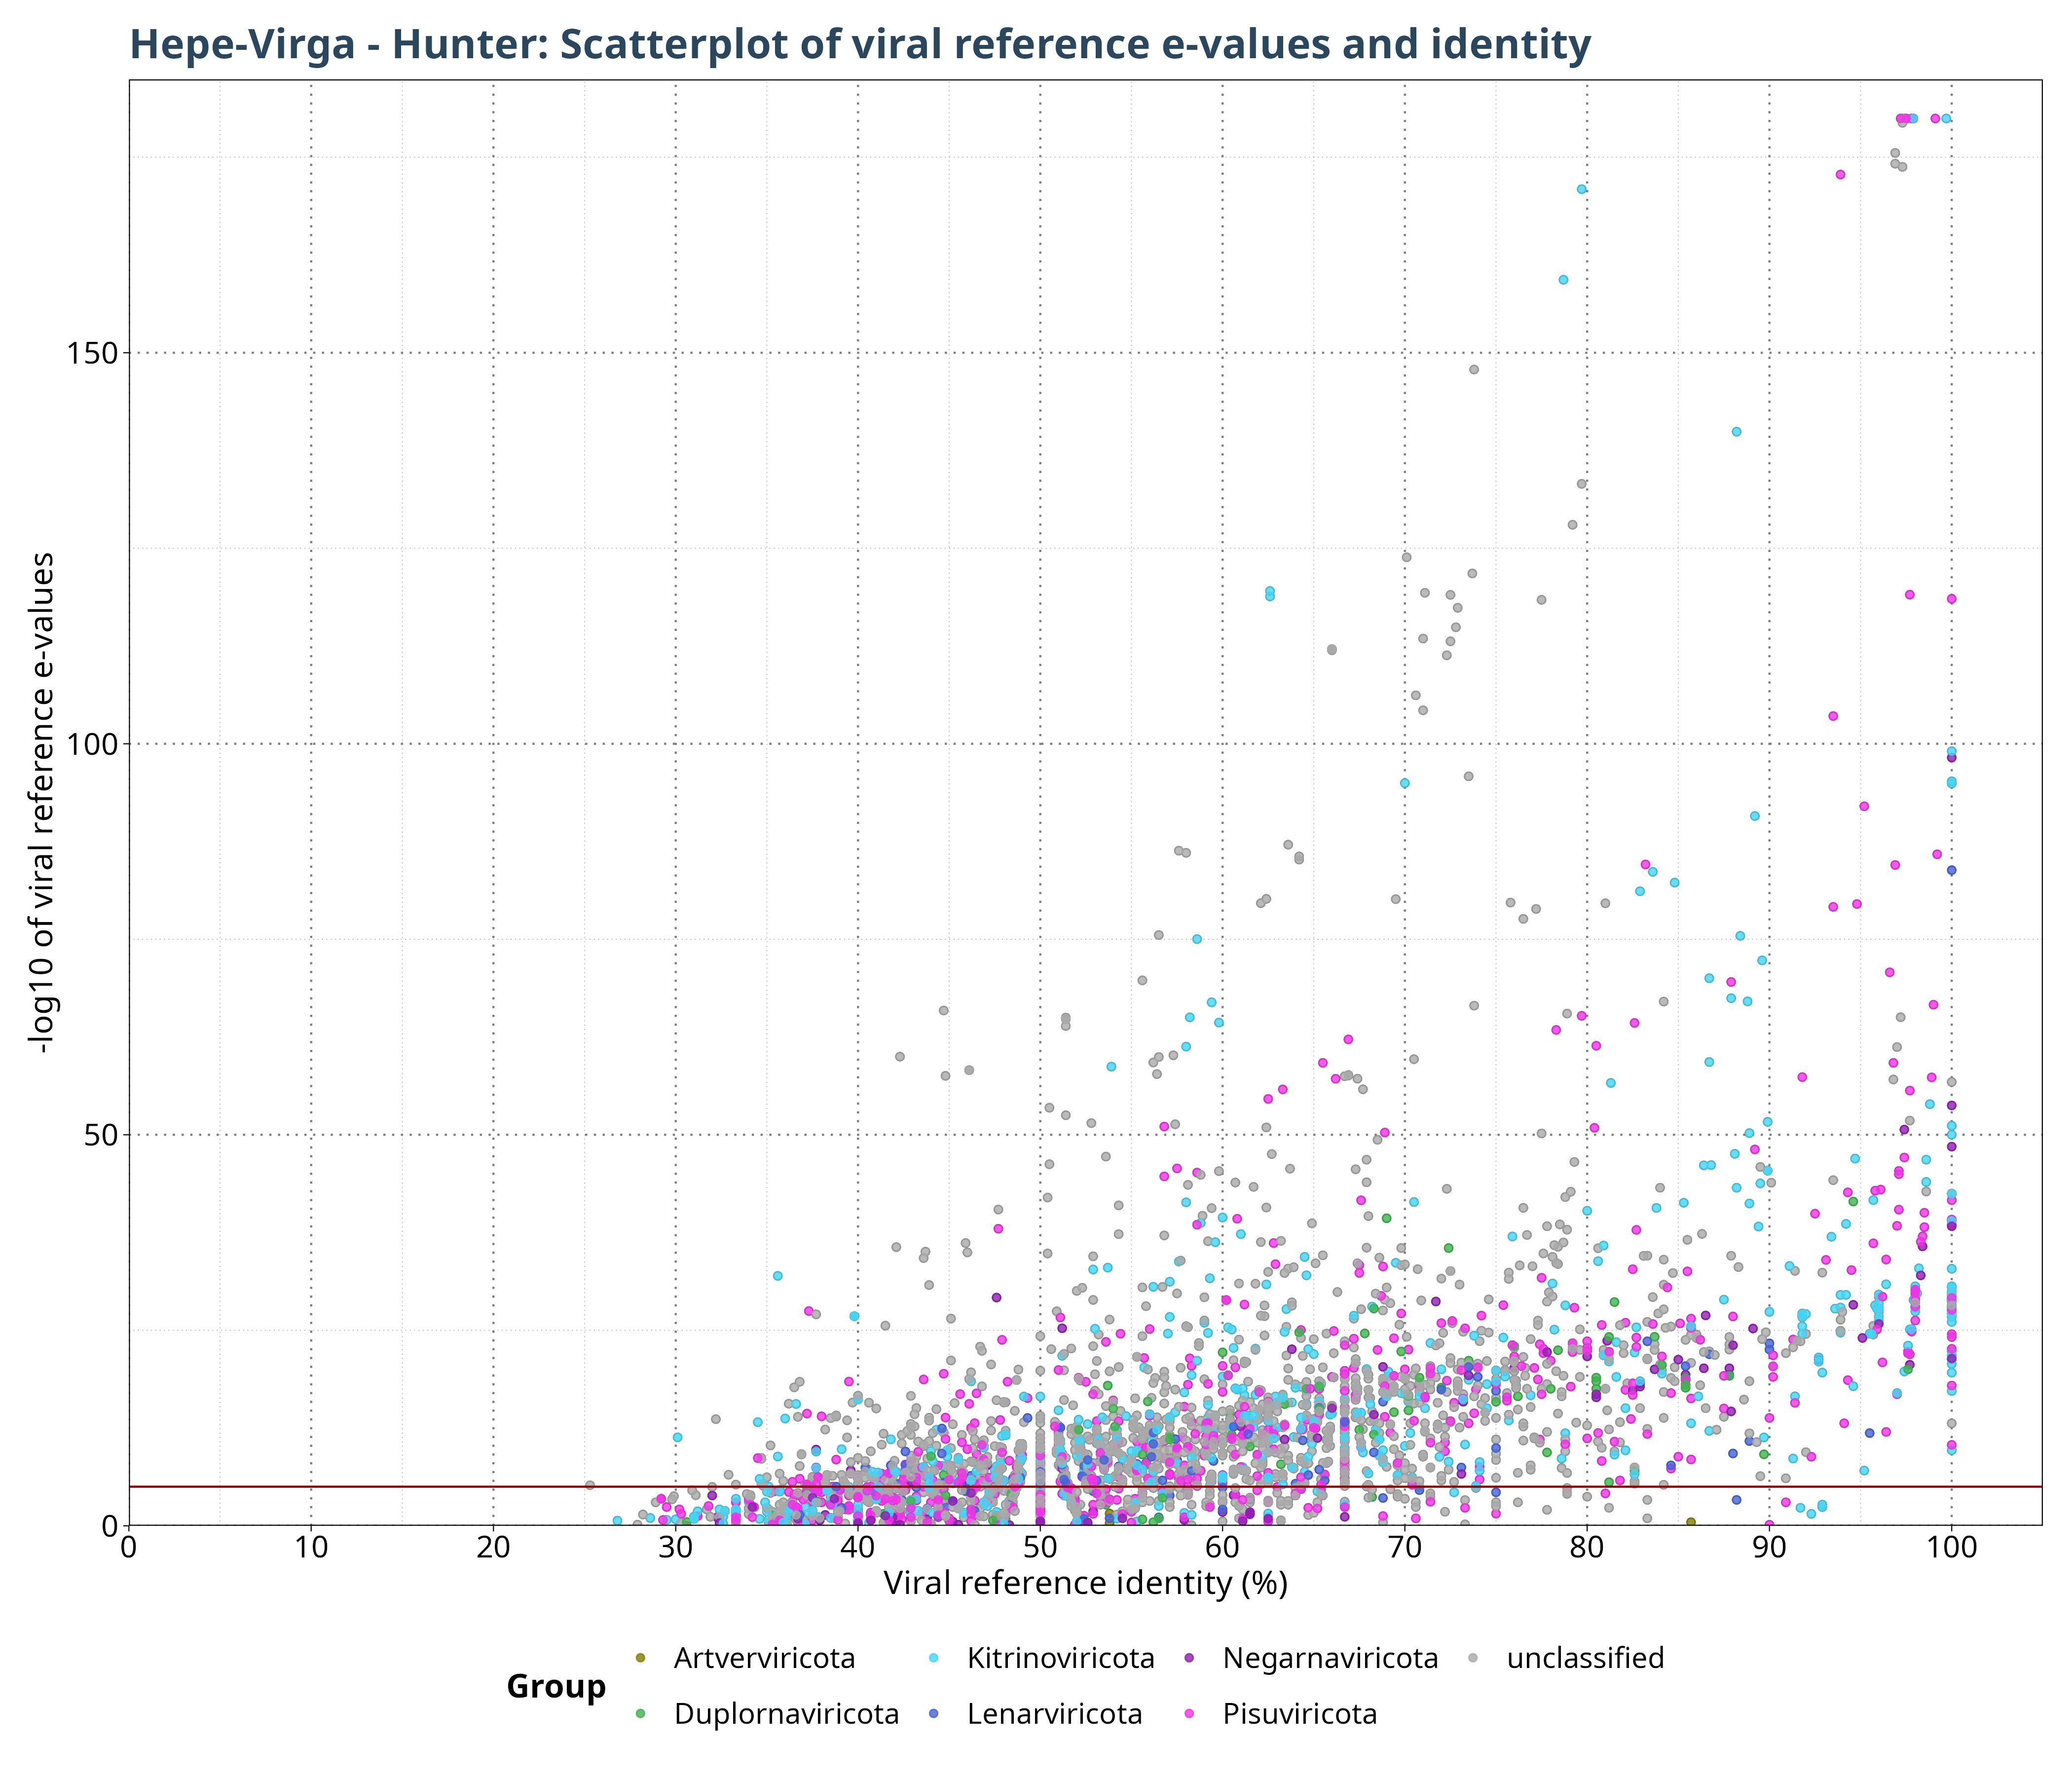 Hepe-Virga - Hunter: Scatterplot of viral reference e-values and identity
-log10 of viral reference e-values
150
100
50
0
0 10 20 30 40 50 60 70 80 90 100
Viral reference identity (%)
Group
Artverviricota Kitrinoviricota Negarnaviricota unclassified
Duplornaviricota Lenarviricota Pisuviricota